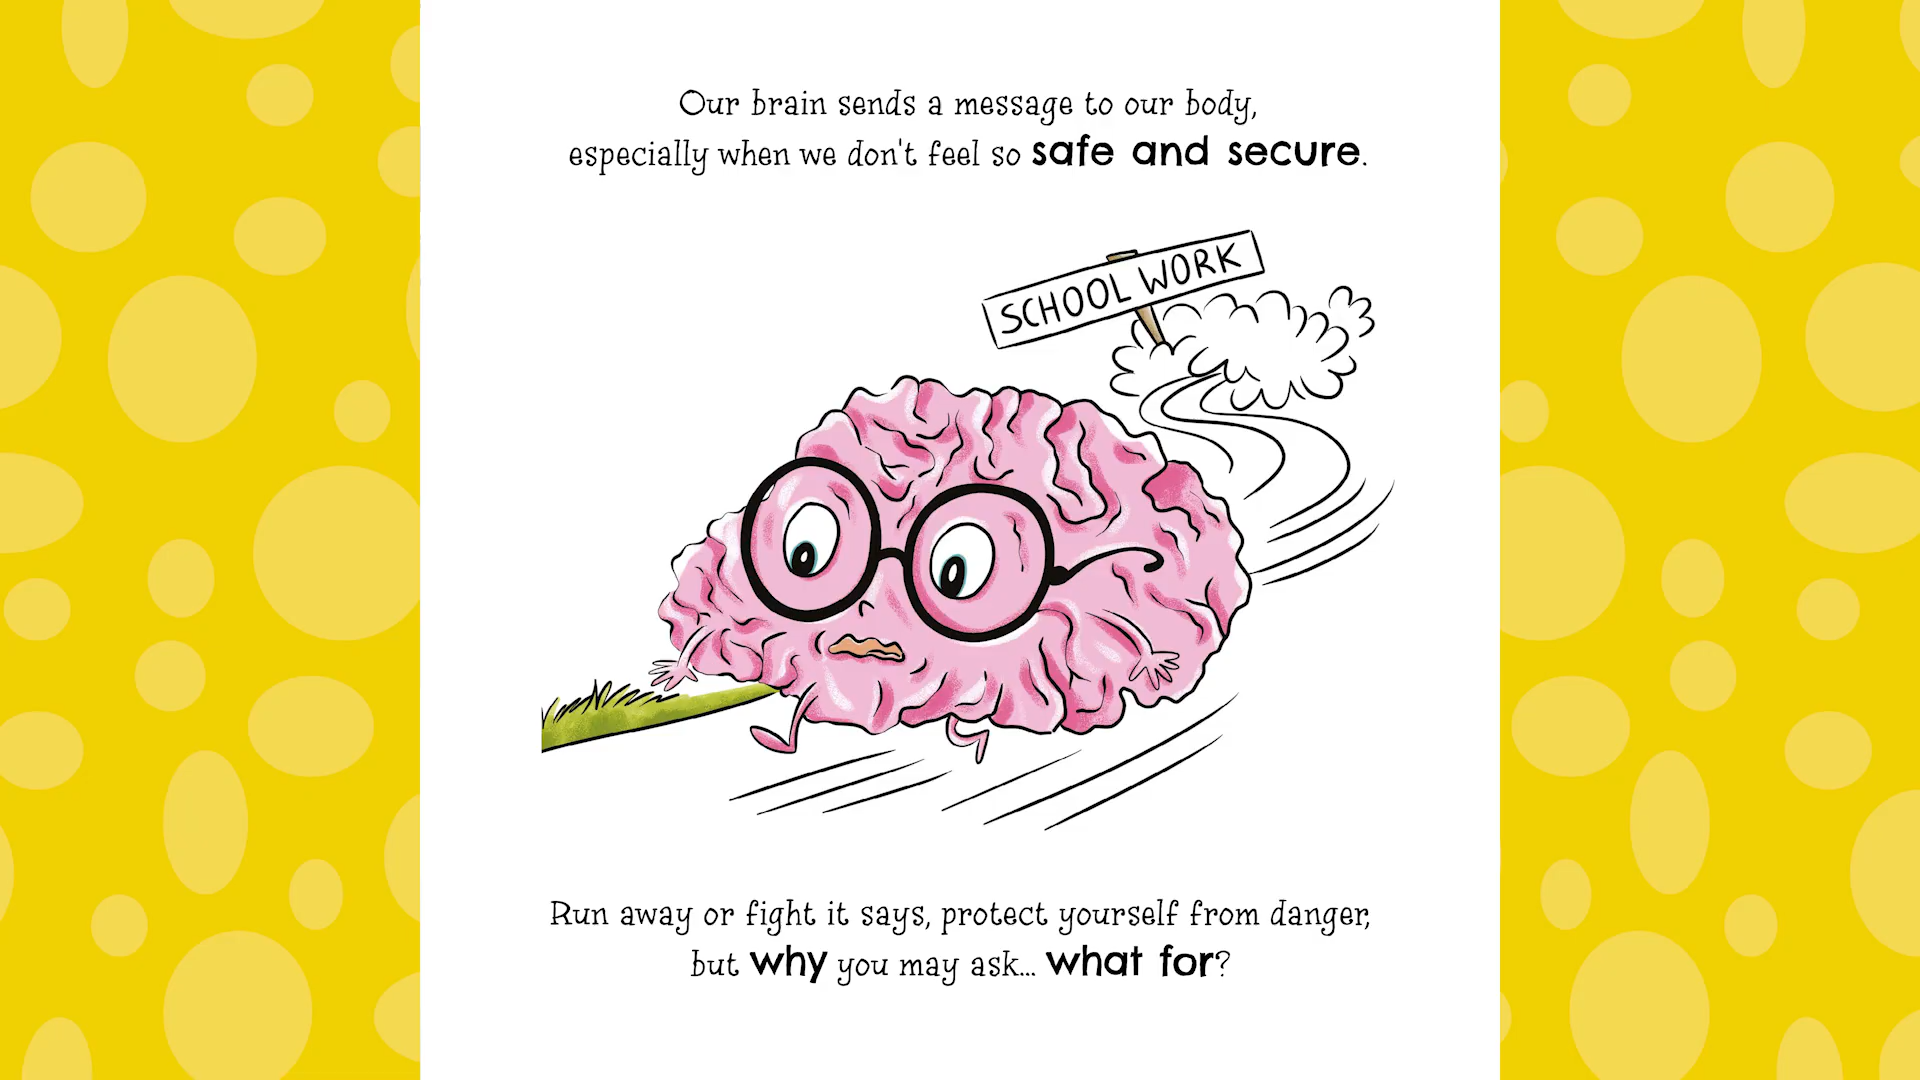 Our brain sends a message to our body,
especially when we don't feel so safe and secure.
SCHOOL WORK
Run away or fight it says, protect yourself from danger,
but why you may ask... what for?